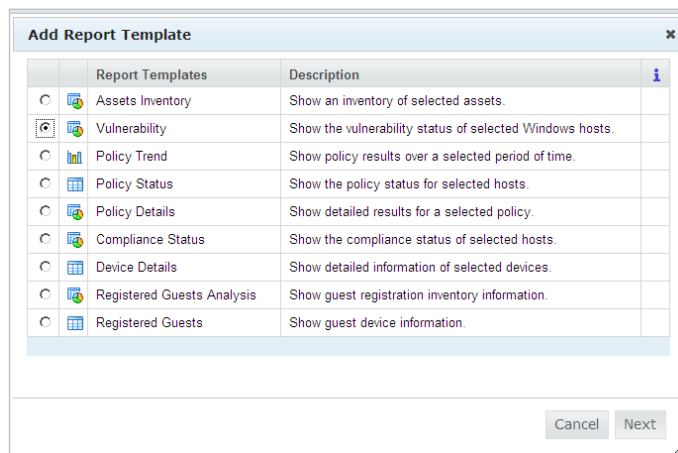 Add Report Template
Report Templates Description i
Assets Inventory Show an inventory of selected assets.
Vulnerability Show the vulnerability status of selected Windows hosts.
Policy Trend Show policy results over a selected period of time.
Policy Status Show the policy status for selected hosts.
Policy Details Show detailed results for a selected policy.
Compliance Status Show the compliance status of selected hosts.
Device Details Show detailed information of selected devices.
Registered Guests Analysis Show guest registration inventory information.
Registered Guests Show guest device information.
Cancel Next